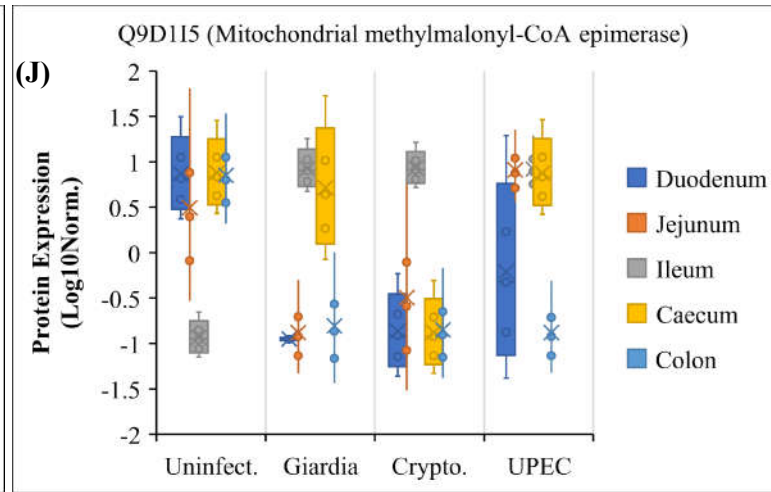 Q9D1I5 (Mitochondrial methylmalonyl-CoA epimerase)
(J)
Protein Expression
(Log10Norm.)
2
1.5
1
0.5
0
-0.5
-1
-1.5
-2
Uninfect. Giardia Crypto. UPEC
Duodenum
Jejunum
Ileum
Caecum
Colon